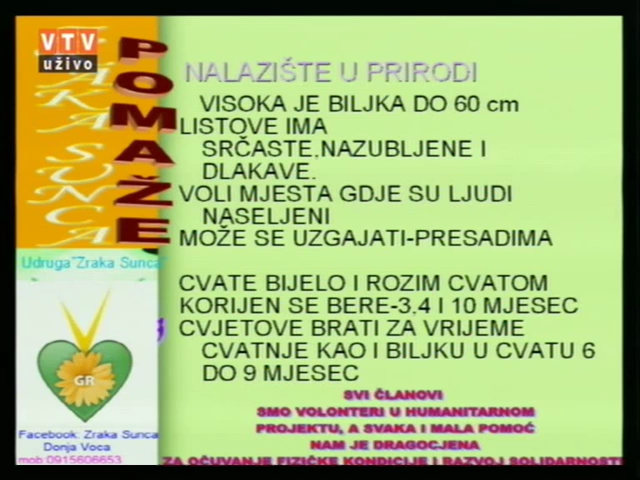 VTV
uživo
ZRAKA SUNCA
POMAŽE
NALAZIŠTE U PRIRODI
VISOKA JE BILJKA DO 60 cm
LISTOVE IMA
SRČASTE,NAZUBLJENE I
DLAKAVE.
VOLI MJESTA GDJE SU LJUDI
NASELJENI
MOŽE SE UZGAJATI-PRESADIMA
CVATE BIJELO I ROZIM CVATOM
KORIJEN SE BERE-3,4 I 10 MJESEC
CVJETOVE BRATI ZA VRIJEME
CVATNJE KAO I BILJKU U CVATU 6
DO 9 MJESEC
Udruga"Zraka Sunca"
GR
Facebook: Zraka Sunca
Donja Voca
mob:0915606653
SVI ČLANOVI
SMO VOLONTERI U HUMANITARNOM
PROJEKTU, A SVAKA I MALA POMOĆ
NAM JE DRAGOCJENA
ZA OČUVANJE FIZIČKE KONDICIJE I RAZVOJ SOLIDARNOSTI